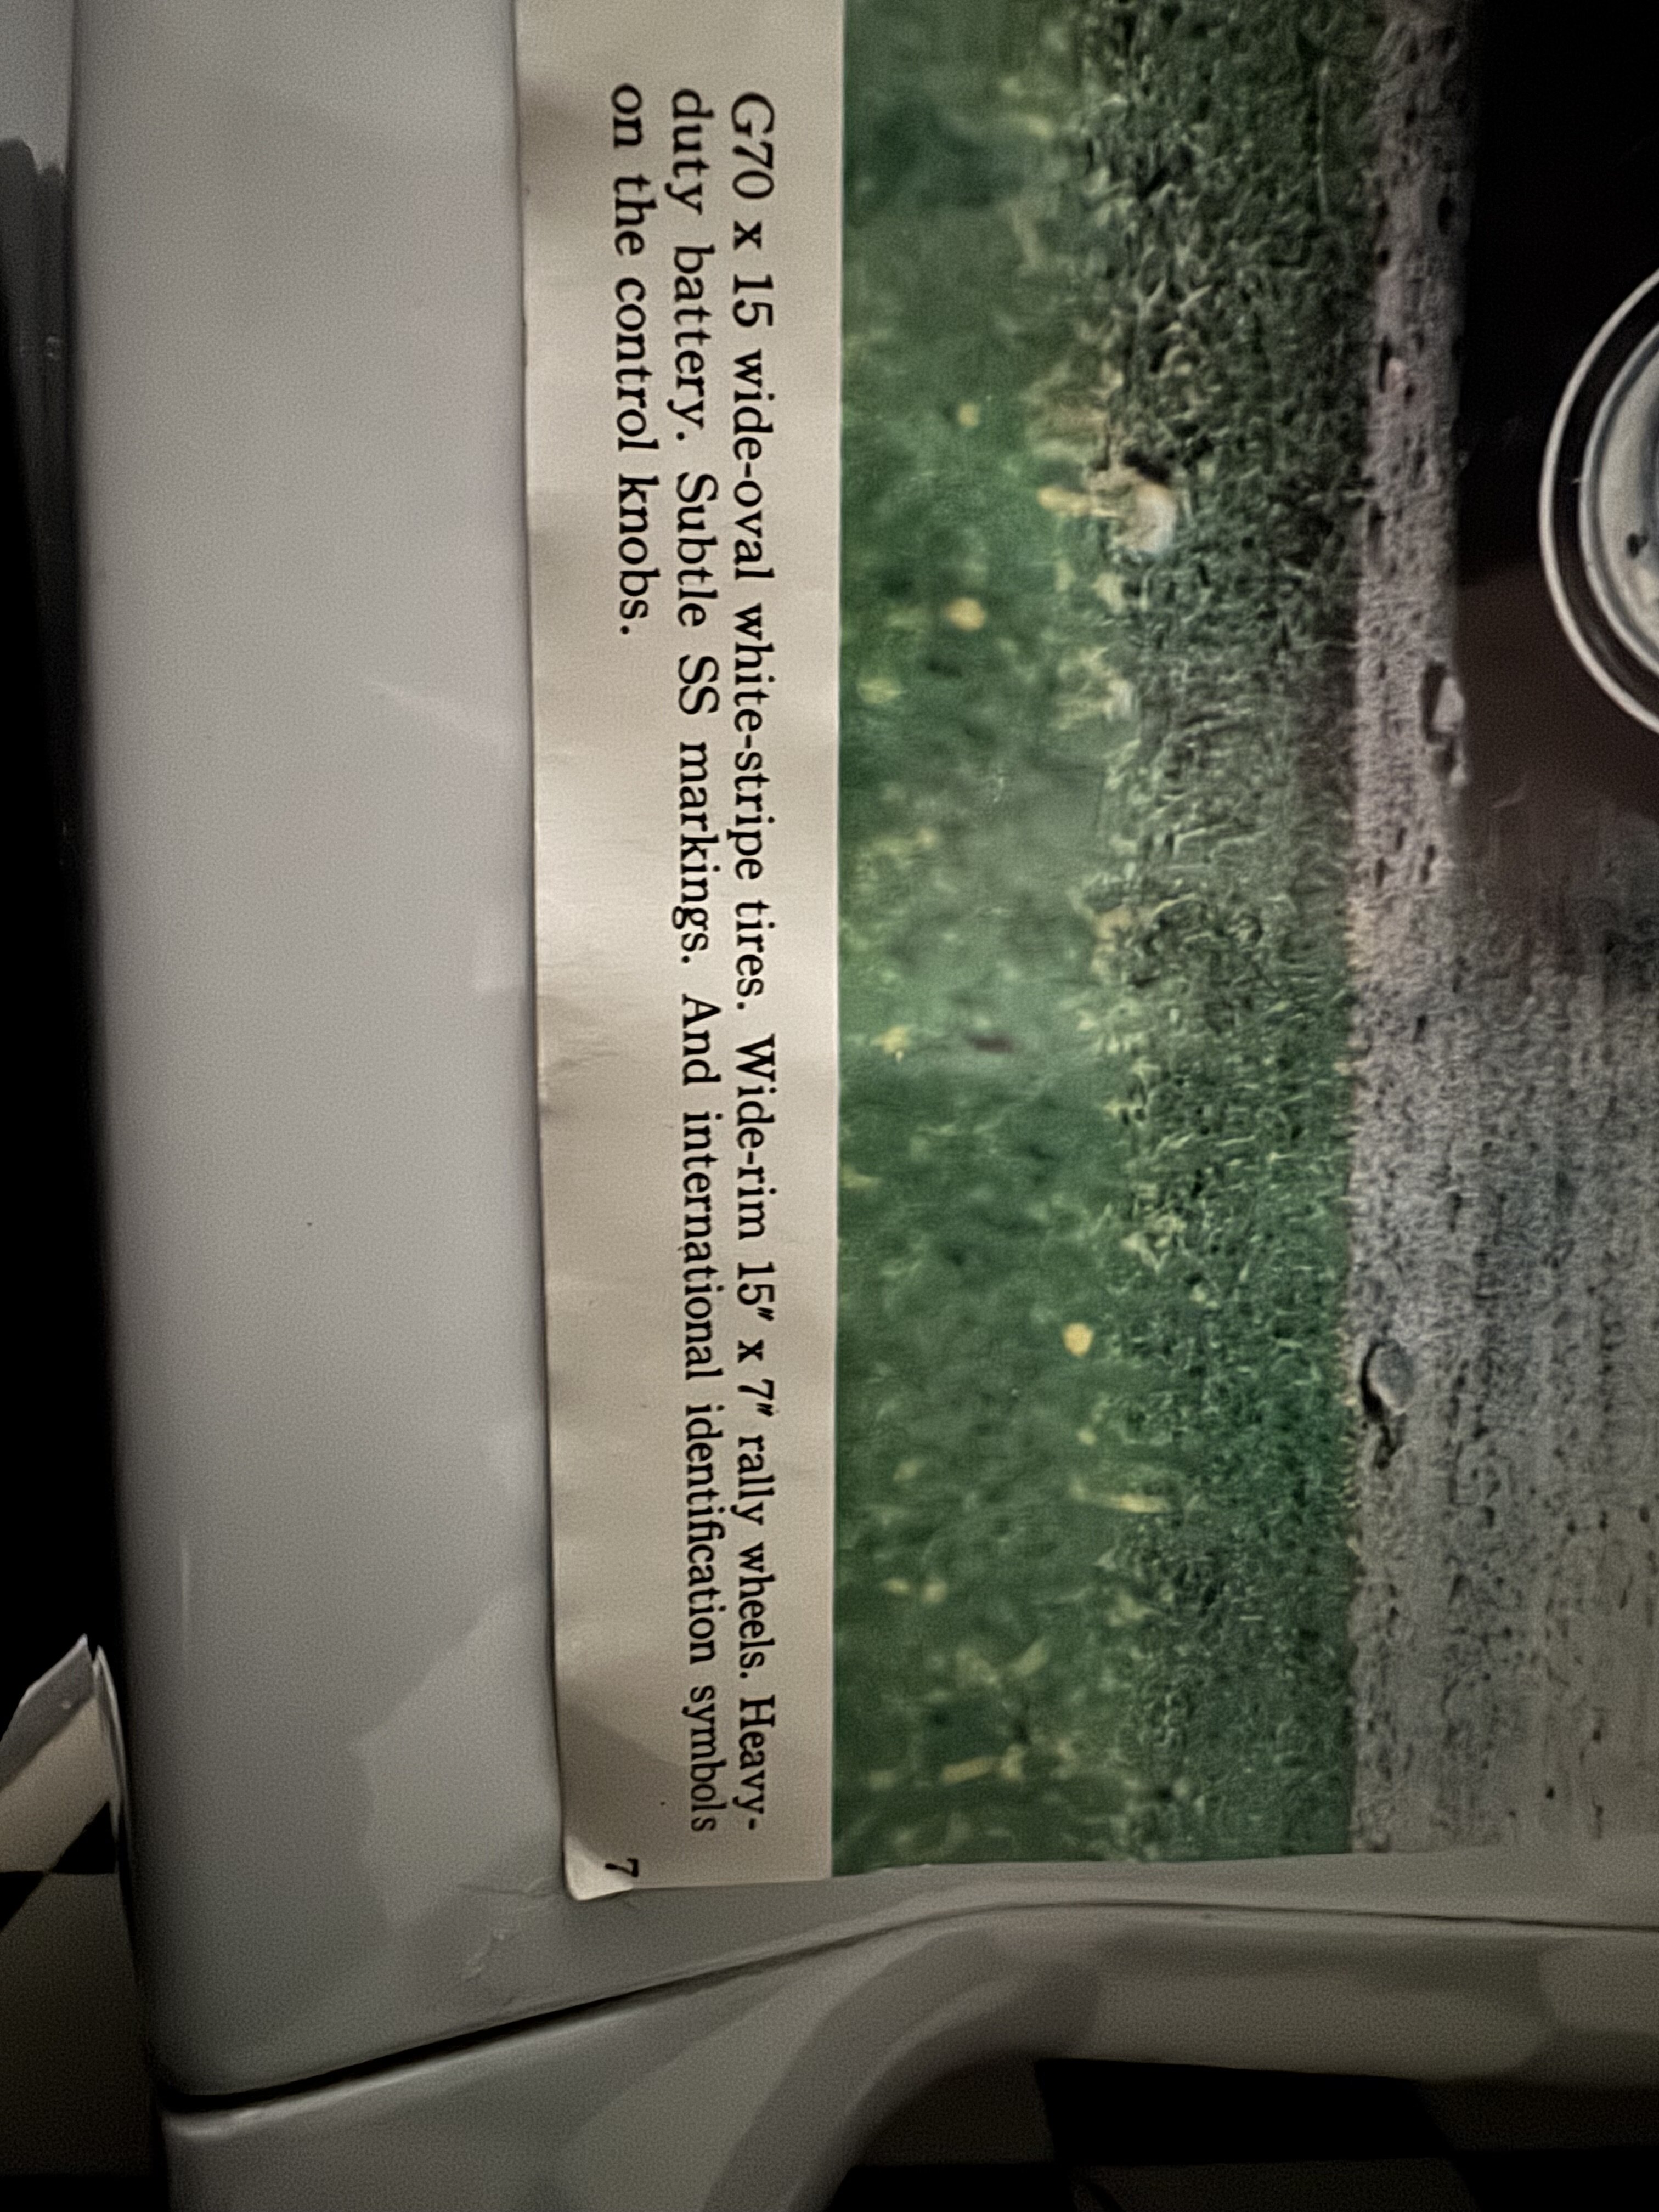 G70 x 15 wide-oval white-stripe tires. Wide-rim 15″ x 7″ rally wheels. Heavy-
duty battery. Subtle SS markings. And international identification symbols
on the control knobs.
7